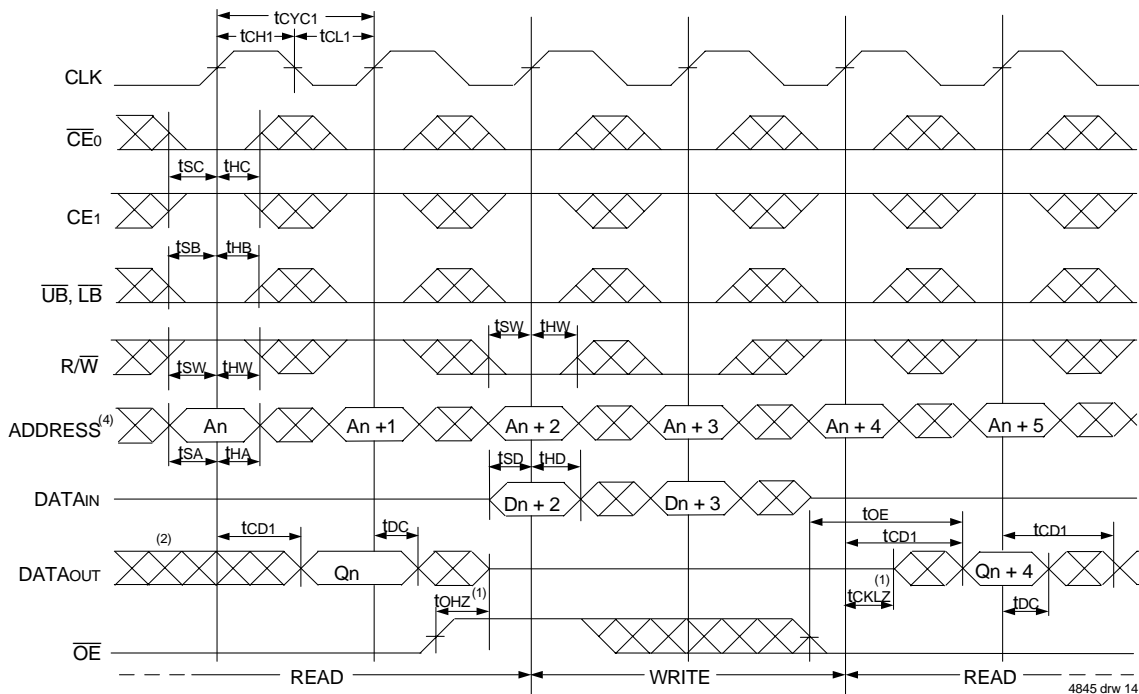 tCYC1
tCH1 tCL1
CLK
CE0
tSC tHC
CE1
tSB tHB
UB, LB
tSW tHW
R/W
tSW tHW
ADDRESS(4) An An +1 An + 2 An + 3 An + 4 An + 5
tSA tHA tSD tHD
DATAIN Dn + 2 Dn + 3
tOE
(2) tCD1 tDC tCD1 tCD1
DATAOUT Qn Qn + 4
tOHZ(1) tCKLZ(1) tDC
OE
READ WRITE READ
4845 drw 14